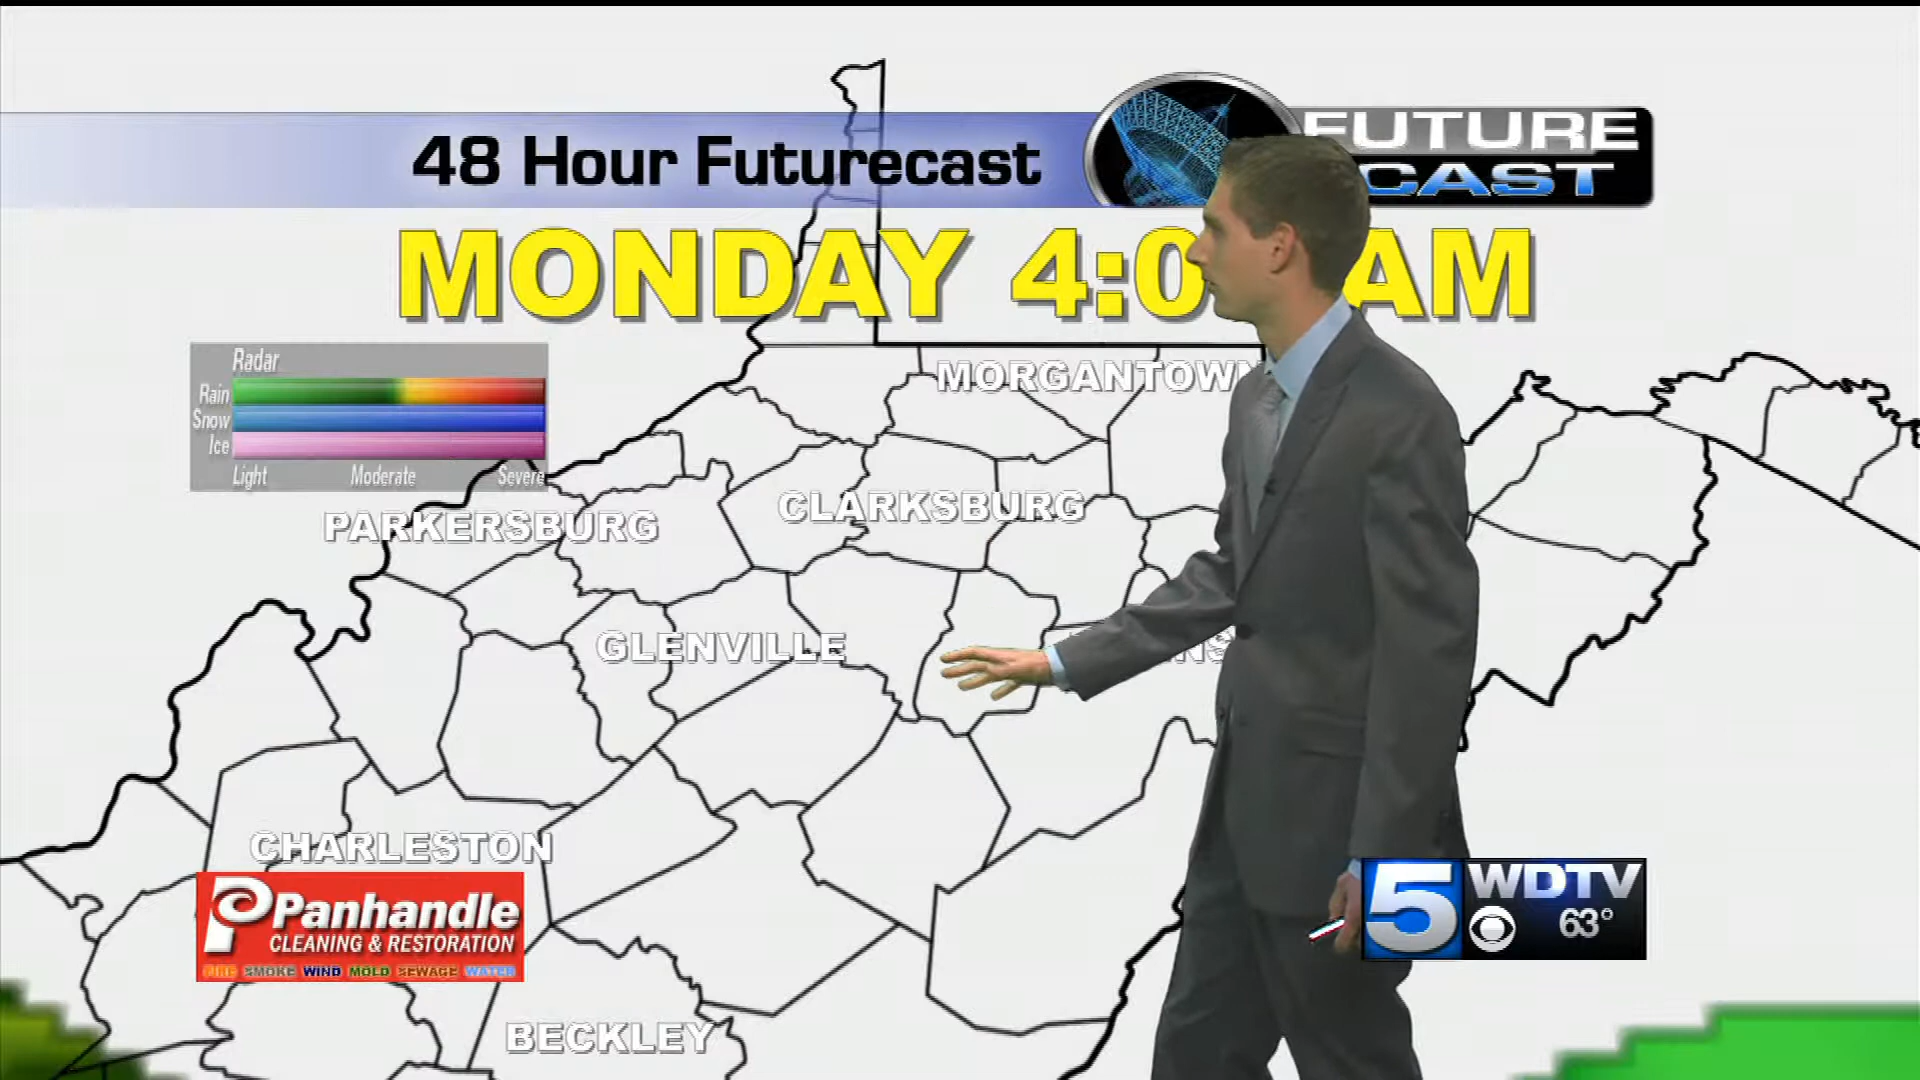 FUTURE
CAST
48 Hour Futurecast
MONDAY 4:0 AM
Radar
Rain
Snow
Ice
Light Moderate Severe
MORGANTOWN
CLARKSBURG
PARKERSBURG
GLENVILLE
CHARLESTON
Panhandle
CLEANING & RESTORATION
FIRE SMOKE WIND MOLD SEWAGE WATER
5 WDTV
63°
BECKLEY